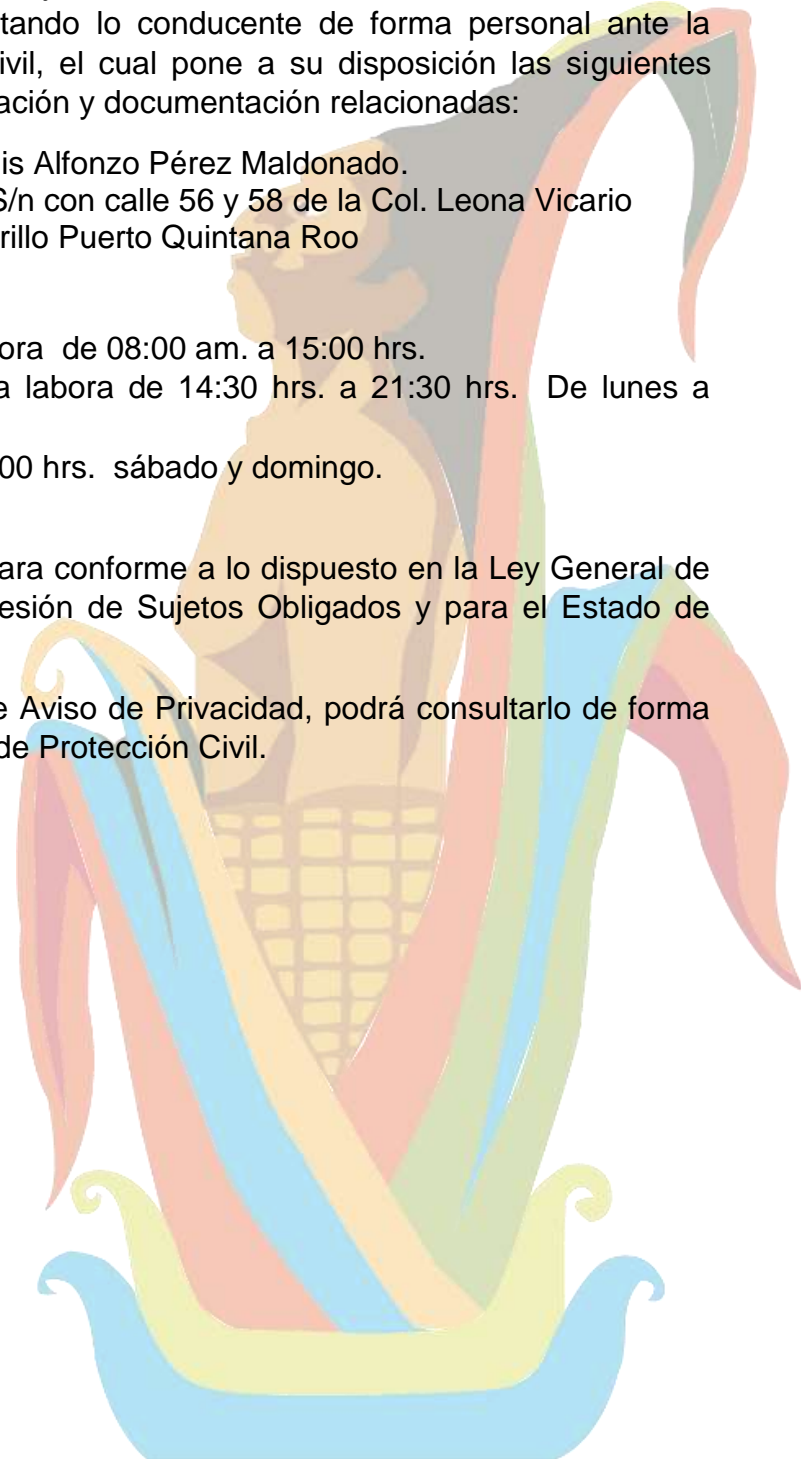 tando lo conducente de forma personal ante la
ivil, el cual pone a su disposición las siguientes
ación y documentación relacionadas:
is Alfonzo Pérez Maldonado.
S/n con calle 56 y 58 de la Col. Leona Vicario
rillo Puerto Quintana Roo
ora de 08:00 am. a 15:00 hrs.
a labora de 14:30 hrs. a 21:30 hrs. De lunes a
00 hrs. sábado y domingo.
ara conforme a lo dispuesto en la Ley General de
esión de Sujetos Obligados y para el Estado de
e Aviso de Privacidad, podrá consultarlo de forma
de Protección Civil.